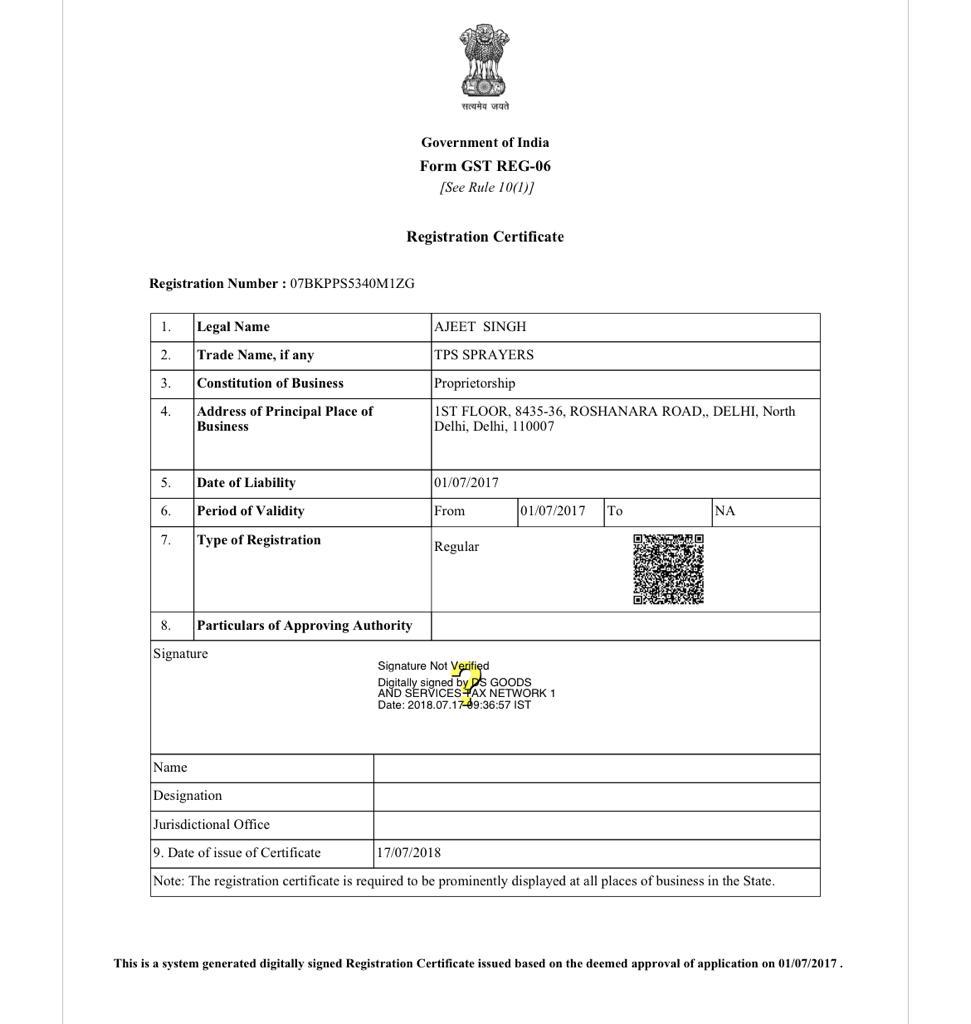 सत्यमेव जयते
Government of India
Form GST REG-06
[See Rule 10(1)]
Registration Certificate
Registration Number : 07BKPPS5340M1ZG
1. Legal Name AJEET SINGH
2. Trade Name, if any TPS SPRAYERS
3. Constitution of Business Proprietorship
4. Address of Principal Place of 1ST FLOOR, 8435-36, ROSHANARA ROAD,, DELHI, North
Business Delhi, Delhi, 110007
5. Date of Liability 01/07/2017
6. Period of Validity From 01/07/2017 To NA
7. Type of Registration Regular
8. Particulars of Approving Authority
Signature
Signature Not Verified
Digitally signed by DS GOODS
AND SERVICES TAX NETWORK 1
Date: 2018.07.17 09:36:57 IST
Name
Designation
Jurisdictional Office
9. Date of issue of Certificate 17/07/2018
Note: The registration certificate is required to be prominently displayed at all places of business in the State.
This is a system generated digitally signed Registration Certificate issued based on the deemed approval of application on 01/07/2017 .